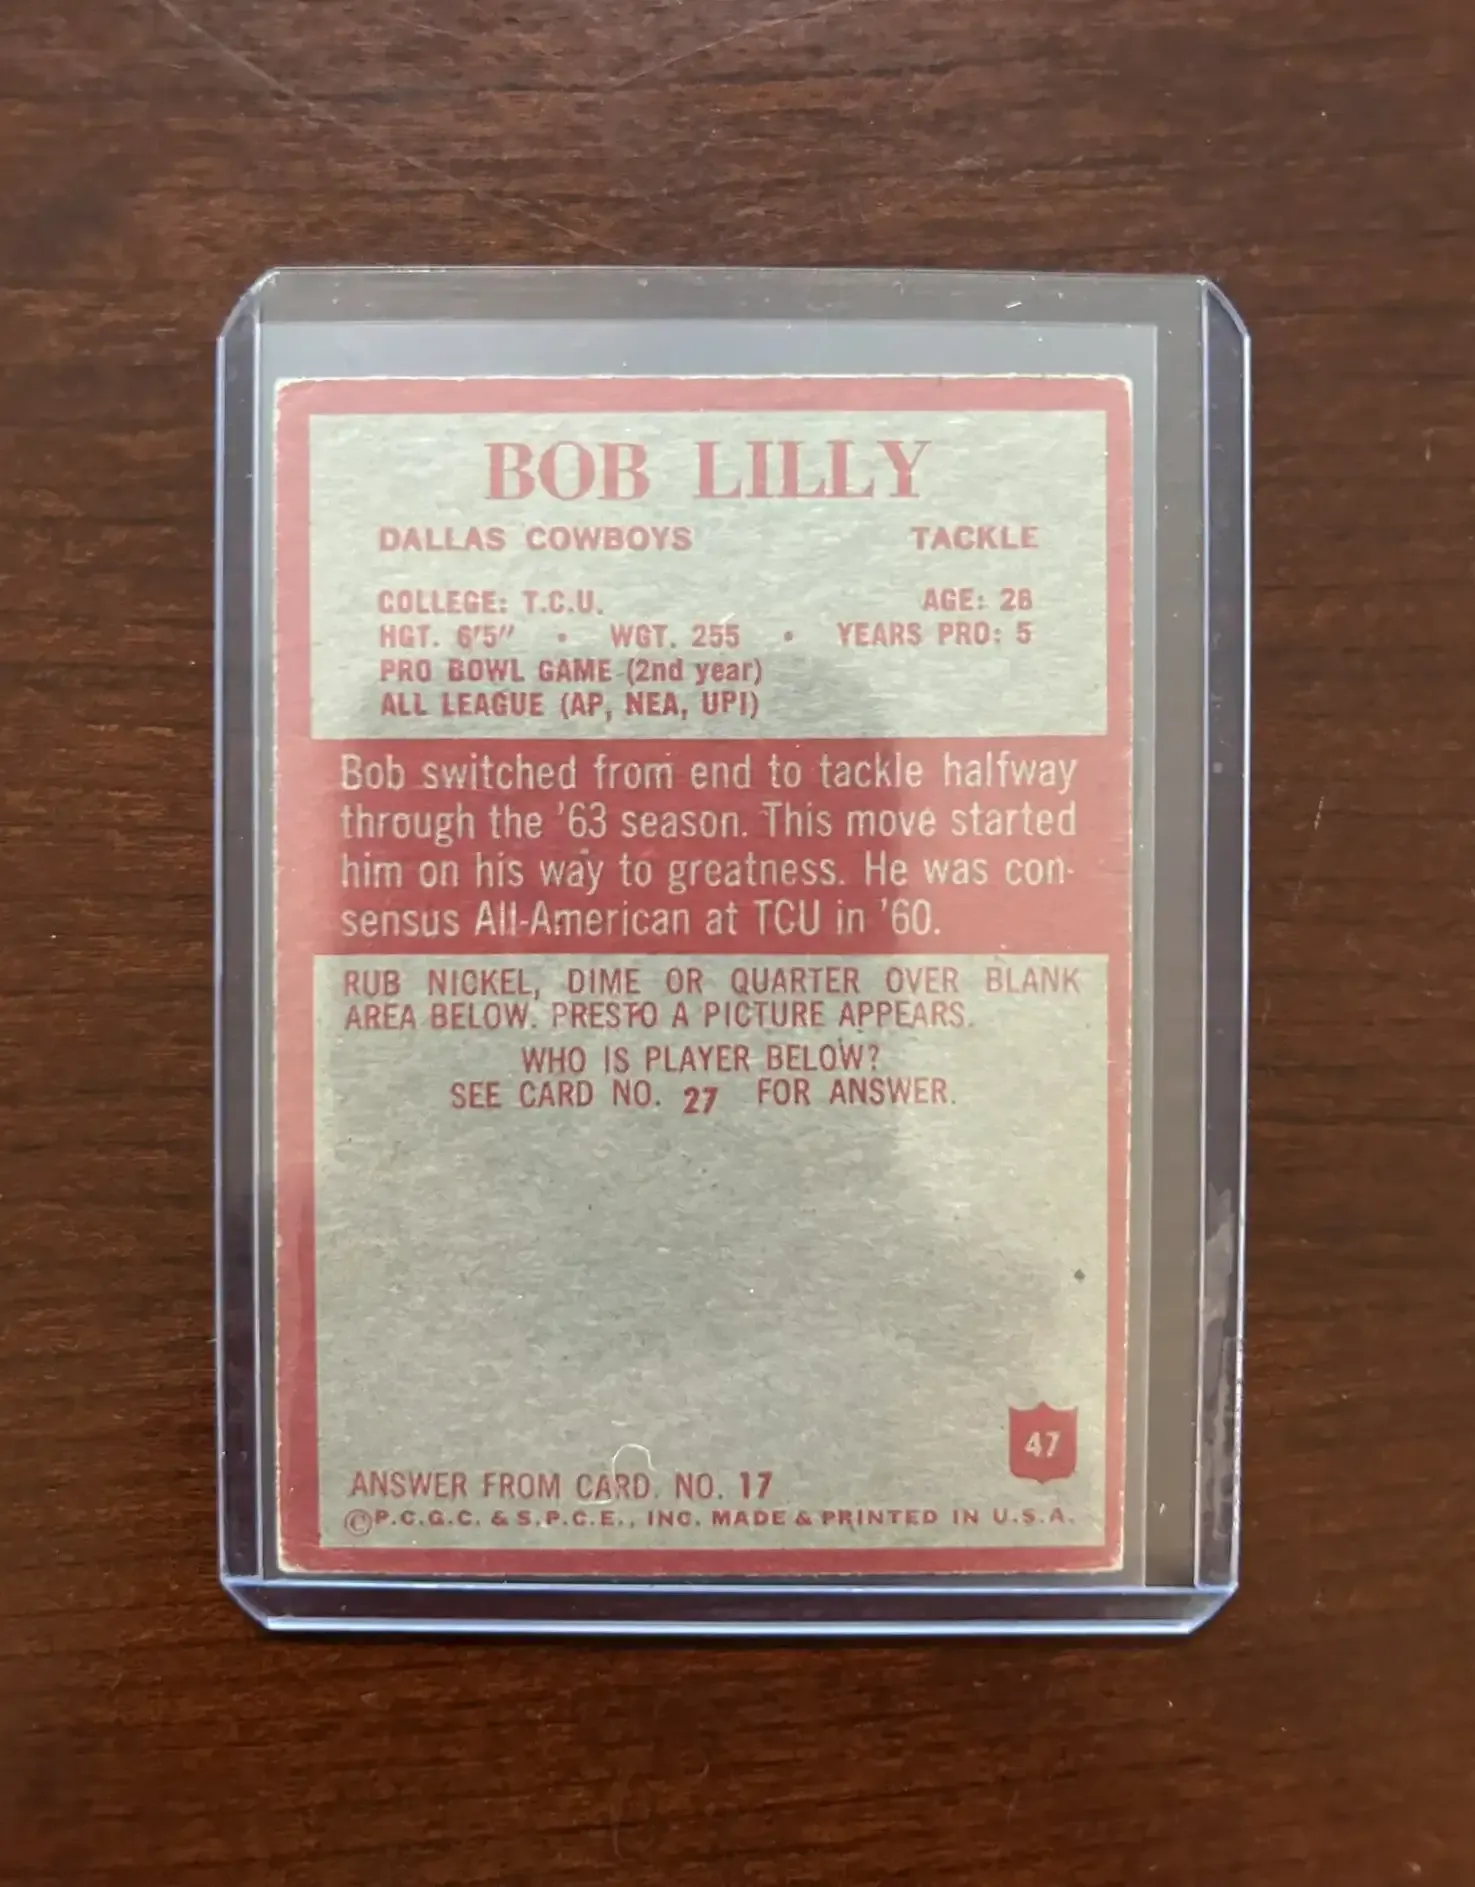 BOB LILLY
DALLAS COWBOYS TACKLE
COLLEGE: T.C.U. AGE: 26
HGT. 6'5" • WGT. 255 • YEARS PRO: 5
PRO BOWL GAME (2nd year)
ALL LEAGUE (AP, NEA, UPI)
Bob switched from end to tackle halfway
through the '63 season. This move started
him on his way to greatness. He was con-
sensus All-American at TCU in '60.
RUB NICKEL, DIME OR QUARTER OVER BLANK
AREA BELOW. PRESTO A PICTURE APPEARS.
WHO IS PLAYER BELOW?
SEE CARD NO. 27 FOR ANSWER.
47
ANSWER FROM CARD. NO. 17
©P.C.G.C. & S.P.C.E., INC. MADE & PRINTED IN U.S.A.